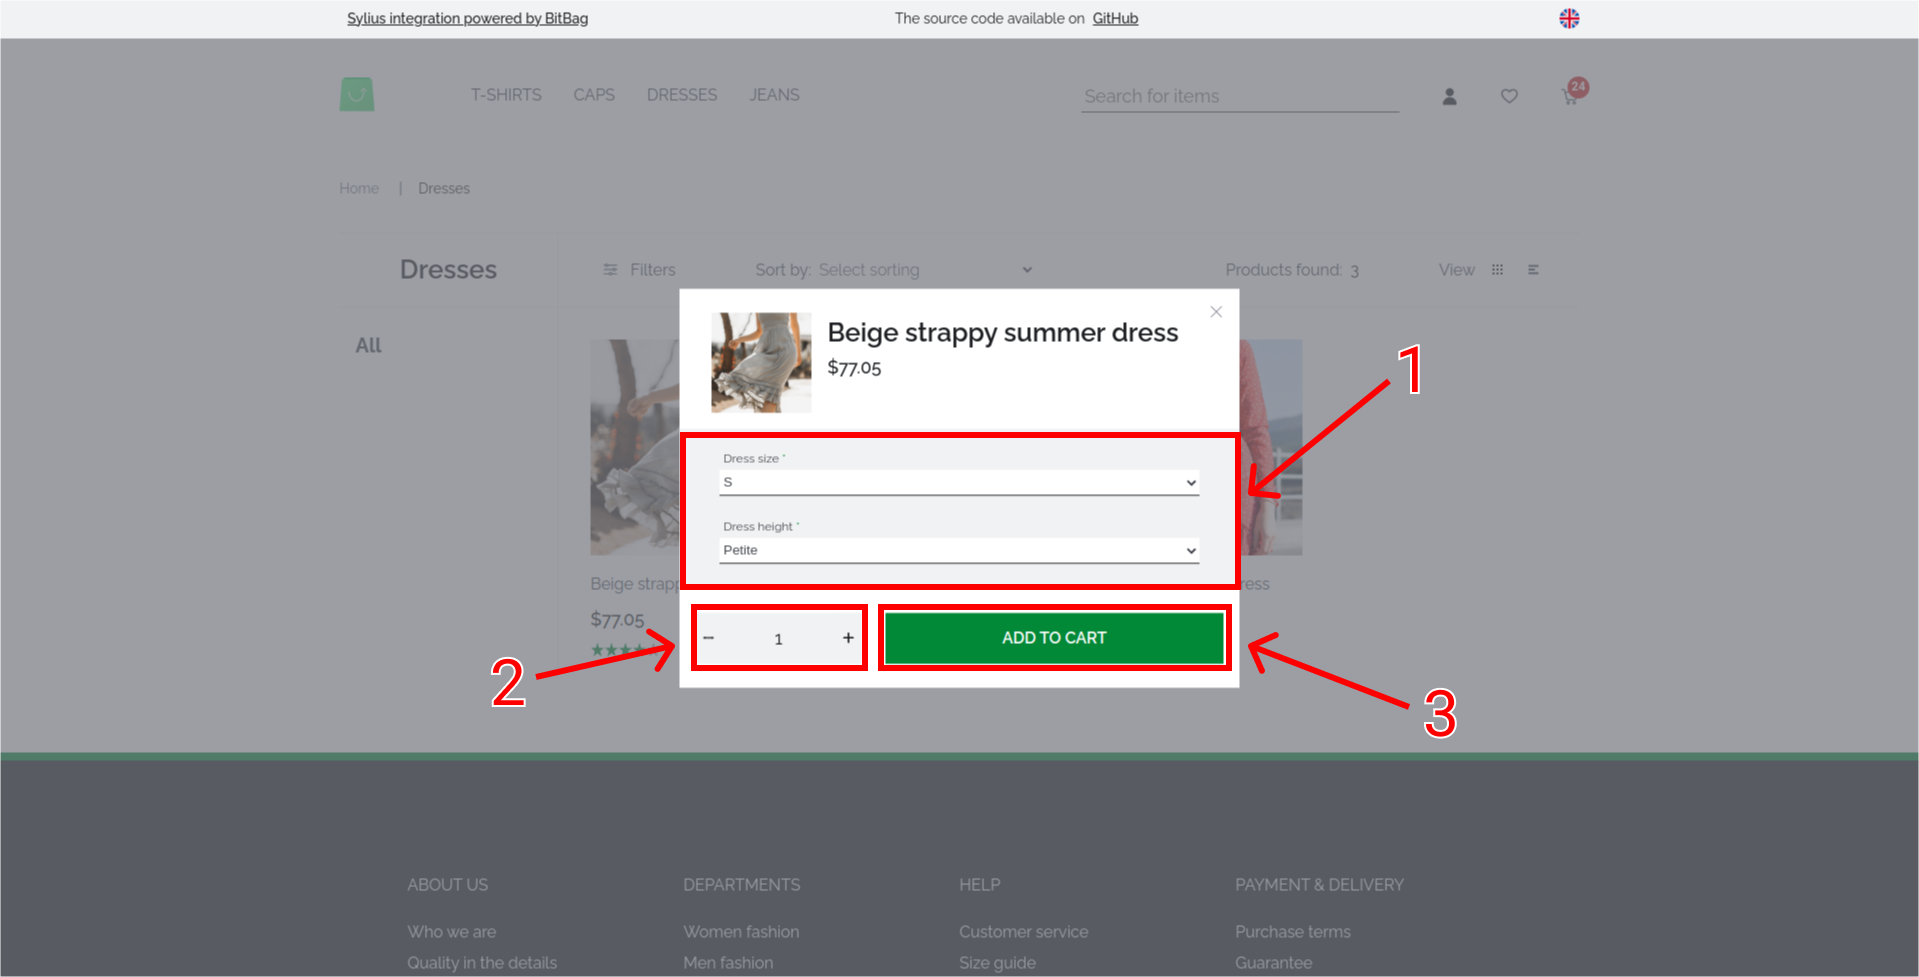 Sylius integration powered by BitBag
The source code available on GitHub
T-SHIRTS CAPS DRESSES JEANS
Search for items
24
Home | Dresses
Dresses
Filters
Sort by: Select sorting
Products found: 3
View
All
Beige strappy summer dress
$77.05
1
Dress size *
S
Dress height *
Petite
Beige
$77.05
- 1 +
ADD TO CART
2
3
ABOUT US DEPARTMENTS HELP PAYMENT & DELIVERY
Who we are Women fashion Customer service Purchase terms
Quality in the details Men fashion Size guide Guarantee